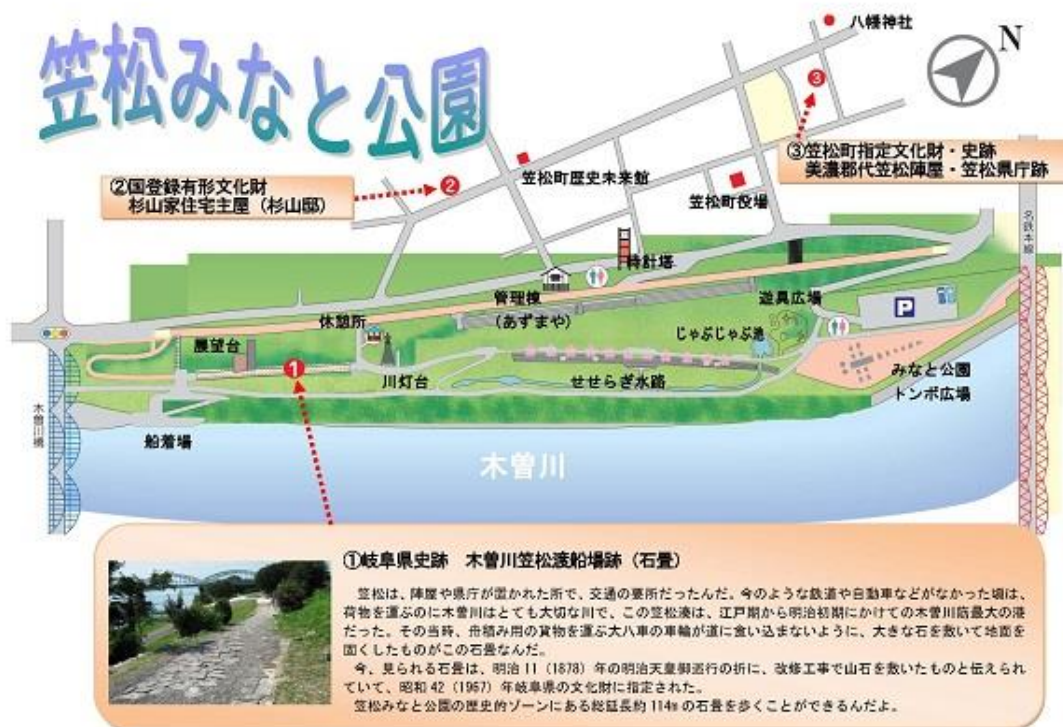 笠松みなと公園
八幡神社
N
③
③笠松町指定文化財・史跡
美濃郡代笠松陣屋・笠松県庁跡
②国登録有形文化財
杉山家住宅主屋（杉山邸）
②
笠松町歴史未来館
笠松町役場
名鉄本線
時計塔
管理棟
（あずまや）
遊具広場
P
休憩所
展望台
じゃぶじゃぶ池
①
川灯台
せせらぎ水路
みなと公園
トンボ広場
木曽川橋
船着場
木曽川
①岐阜県史跡　木曽川笠松渡船場跡（石畳）
笠松は、陣屋や県庁が置かれた所で、交通の要所だったんだ。今のような鉄道や自動車などがなかった頃は、
荷物を運ぶのに木曽川はとても大切な川で、この笠松湊は、江戸期から明治初期にかけての木曽川筋最大の港
だった。その当時、舟積み用の貨物を運ぶ大八車の車輪が道に食い込まないように、大きな石を敷いて地面を
固くしたものがこの石畳なんだ。
今、見られる石畳は、明治11（1878）年の明治天皇御巡行の折に、改修工事で山石を敷いたものと伝えられ
ていて、昭和42（1967）年岐阜県の文化財に指定された。
笠松みなと公園の歴史的ゾーンにある総延長約114mの石畳を歩くことができるんだよ。